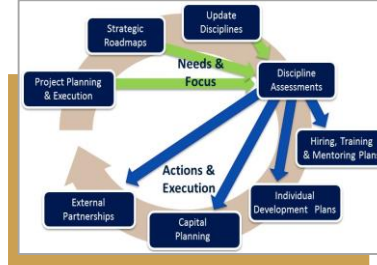 Update
Disciplines
Strategic
Roadmaps
Needs &
Focus
Discipline
Assessments
Project Planning
& Execution
Hiring, Training
& Mentoring Plans
Actions &
Execution
Individual
Development Plans
External
Partnerships
Capital
Planning